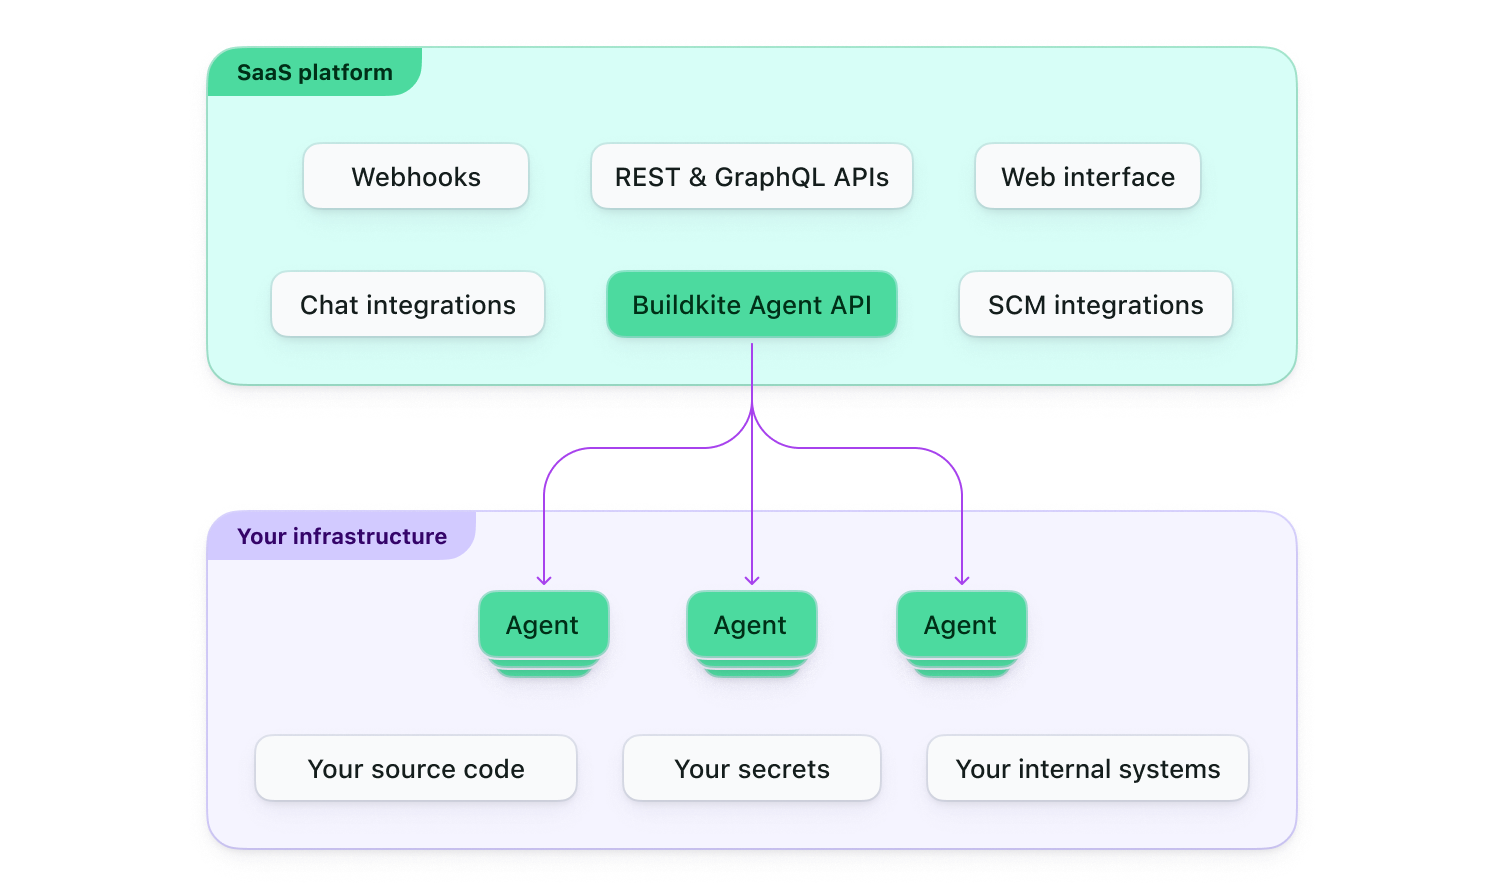 SaaS platform
Webhooks
REST & GraphQL APIs
Web interface
Chat integrations
Buildkite Agent API
SCM integrations
Your infrastructure
Agent
Agent
Agent
Your source code
Your secrets
Your internal systems